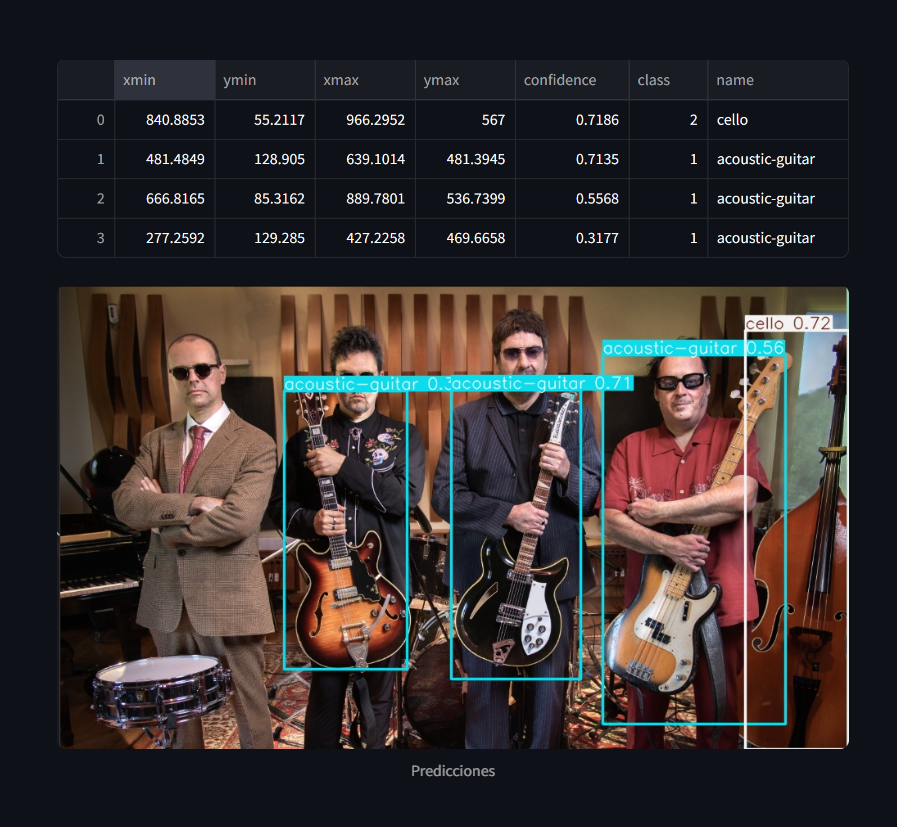 xmin ymin xmax ymax confidence class name
0 840.8853 55.2117 966.2952 567 0.7186 2 cello
1 481.4849 128.905 639.1014 481.3945 0.7135 1 acoustic-guitar
2 666.8165 85.3162 889.7801 536.7399 0.5568 1 acoustic-guitar
3 277.2592 129.285 427.2258 469.6658 0.3177 1 acoustic-guitar
cello 0.72
acoustic-guitar 0.56
acoustic-guitar 0.3
acoustic-guitar 0.71
Predicciones